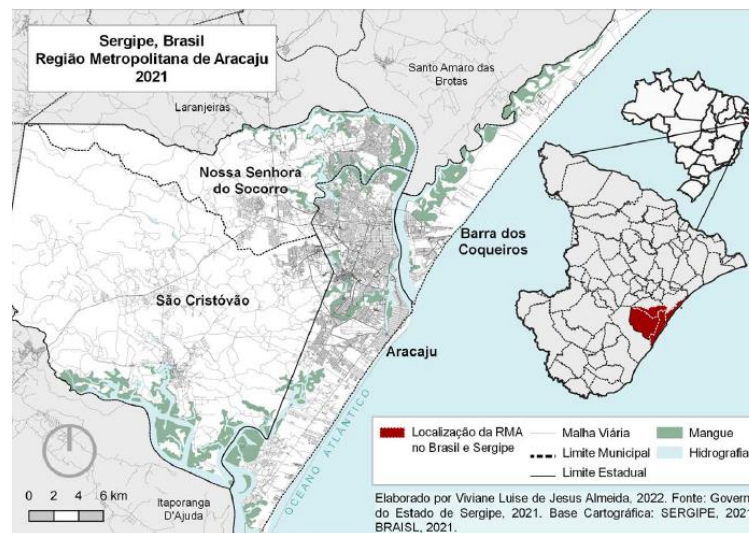 Sergipe, Brasil
Região Metropolitana de Aracaju
2021
Santo Amaro das
Brotas
Laranjeiras
Nossa Senhora
do Socorro
Barra dos
Coqueiros
São Cristóvão
Aracaju
OCEANO ATLÂNTICO
Itaporanga
D'Ajuda
0 2 4 6 km
Localização da RMA
no Brasil e Sergipe
Malha Viária
Limite Municipal
Limite Estadual
Mangue
Hidrografia
Elaborado por Viviane Luise de Jesus Almeida, 2022. Fonte: Govern
do Estado de Sergipe, 2021. Base Cartográfica: SERGIPE, 2021
BRAISL, 2021.